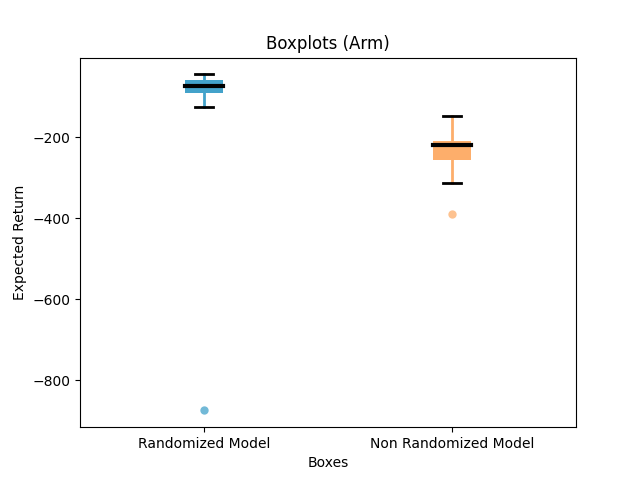 Boxplots (Arm)
Expected Return
−200
−400
−600
−800
Randomized Model
Non Randomized Model
Boxes